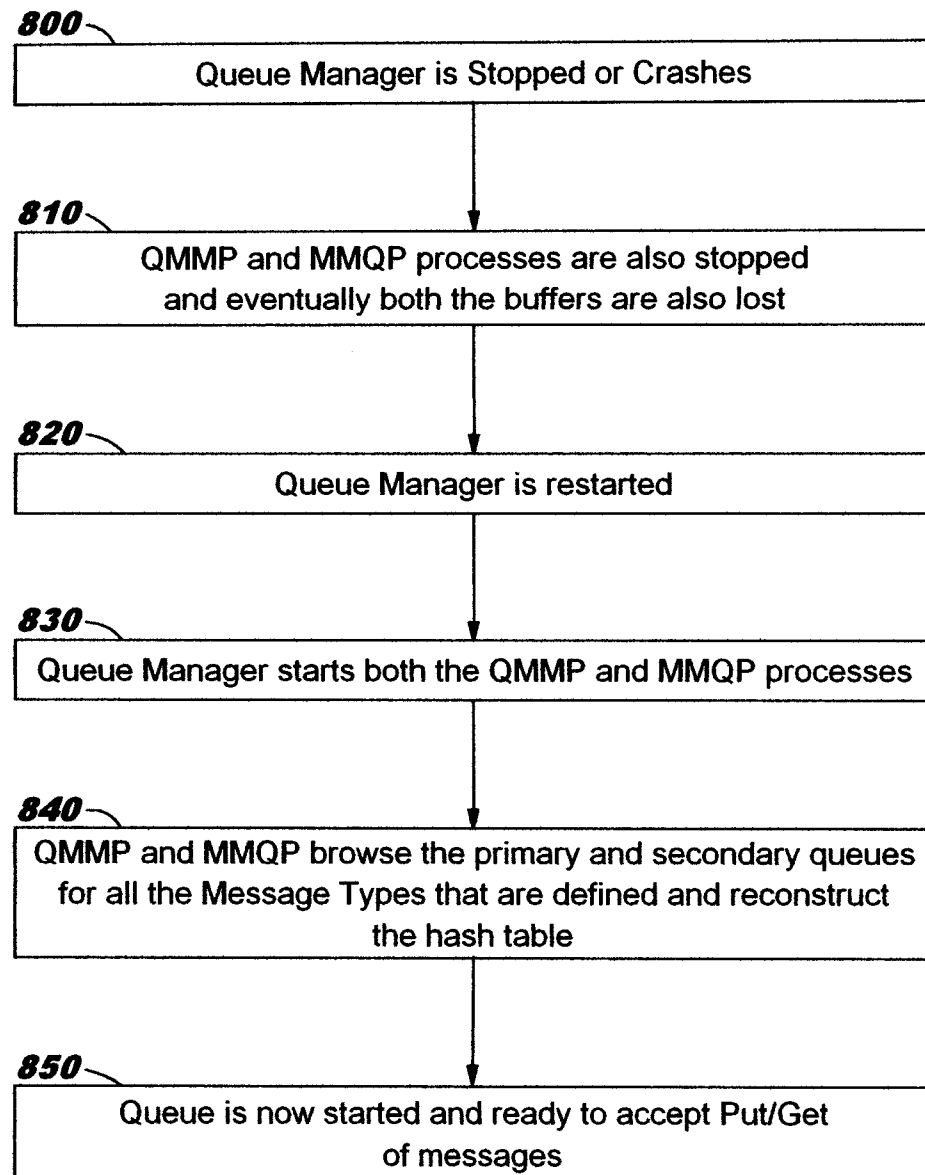 800
Queue Manager is Stopped or Crashes
810
QMMP and MMQP processes are also stopped
and eventually both the buffers are also lost
820
Queue Manager is restarted
830
Queue Manager starts both the QMMP and MMQP processes
840
QMMP and MMQP browse the primary and secondary queues
for all the Message Types that are defined and reconstruct
the hash table
850
Queue is now started and ready to accept Put/Get
of messages